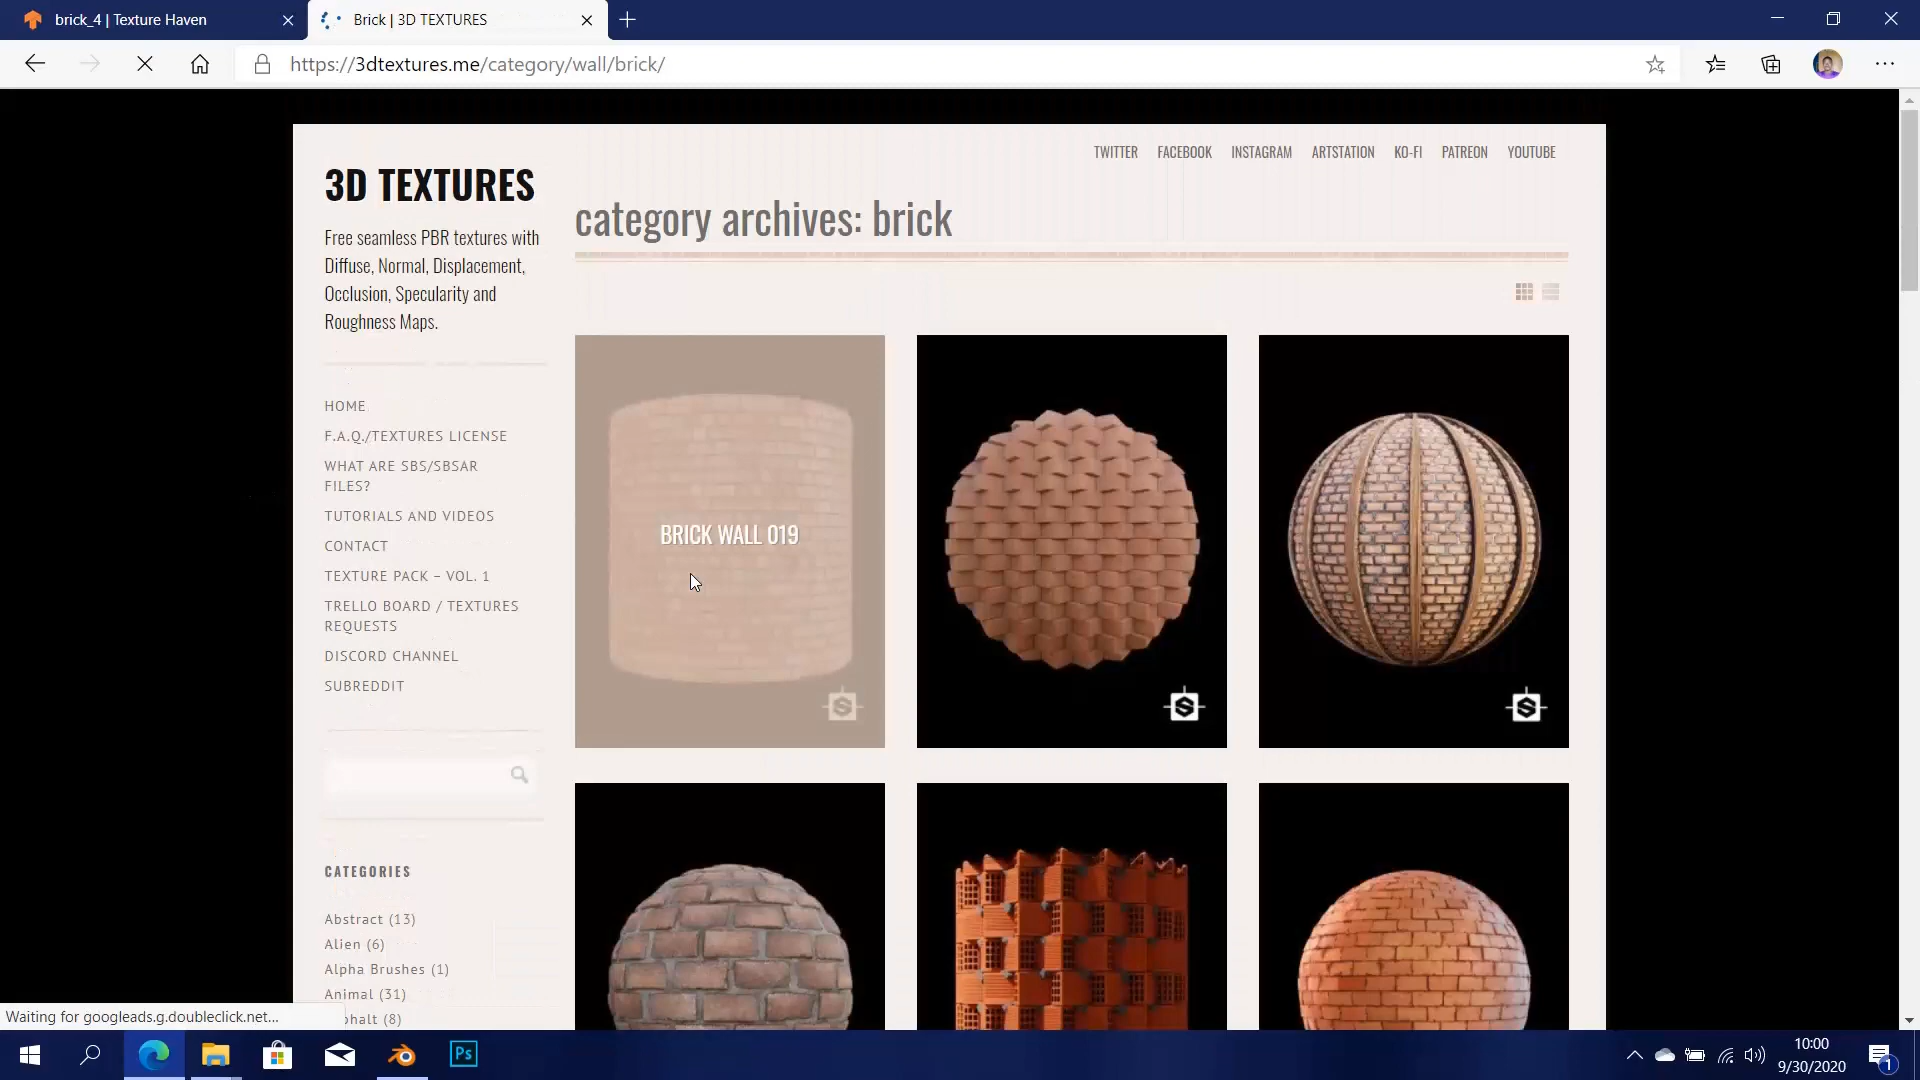 brick_4 | Texture Haven
Brick | 3D TEXTURES
https://3dtextures.me/category/wall/brick/
TWITTER FACEBOOK INSTAGRAM ARTSTATION KO-FI PATREON YOUTUBE
3D TEXTURES
Free seamless PBR textures with
Diffuse, Normal, Displacement,
Occlusion, Specularity and
Roughness Maps.
category archives: brick
HOME
F.A.Q./TEXTURES LICENSE
WHAT ARE SBS/SBSAR
FILES?
TUTORIALS AND VIDEOS
CONTACT
TEXTURE PACK – VOL. 1
TRELLO BOARD / TEXTURES
REQUESTS
DISCORD CHANNEL
SUBREDDIT
BRICK WALL 019
CATEGORIES
Abstract (13)
Alien (6)
Alpha Brushes (1)
Animal (31)
phalt (8)
Waiting for googleads.g.doubleclick.net...
Ps
10:00
9/30/2020
1